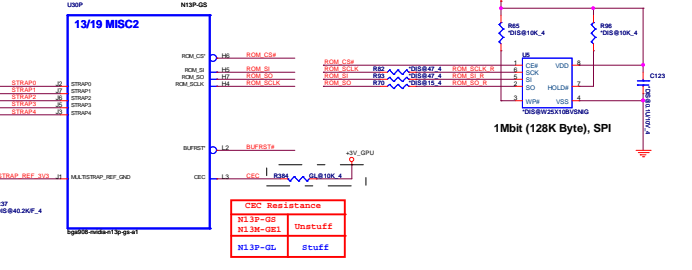 U30P
N13P-GS
13/19 MISC2
ROM_CS*
H6
ROM_CS#
ROM_SI
H5
ROM_SI
ROM_SO
H7
ROM_SO
ROM_SCLK
H4
ROM_SCLK
STRAP0
J2
STRAP0
STRAP1
J7
STRAP1
STRAP2
J6
STRAP2
STRAP3
J5
STRAP3
STRAP4
J3
STRAP4
BUFRST*
L2
BUFRST#
STRAP_REF_3V3
J1
MULTISTRAP_REF_GND
CEC
L3
CEC
R384
GL@10K_4
+3V_GPU
37
IS@40.2K/F_4
bga908-nvidia-n13p-gs-a1
CEC Resistance
N13P-GS
N13M-GE1
Unstuff
N13P-GL
Stuff
R65
*DIS@10K_4
R96
*DIS@10K_4
ROM_CS#
ROM_SCLK
R82
*DIS@47_4
ROM_SCLK_R
ROM_SI
R93
*DIS@47_4
ROM_SI_R
ROM_SO
R70
*DIS@15_4
ROM_SO_R
U5
1
CE#
VDD
8
6
SCK
5
SI
2
SO
HOLD#
7
3
WP#
VSS
4
*DIS@W25X10BVSNIG
C123
1Mbit (128K Byte), SPI